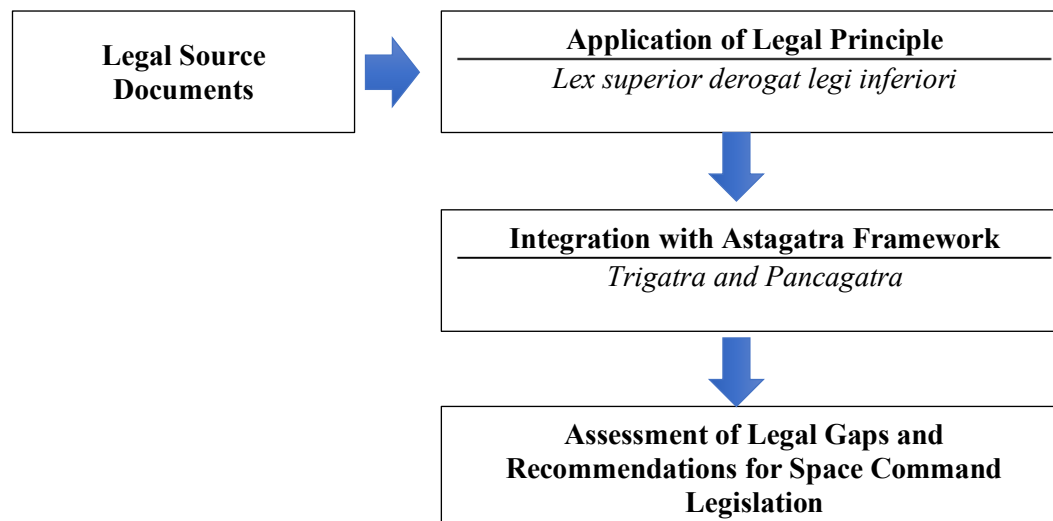 Legal Source
Documents
Application of Legal Principle
Lex superior derogat legi inferiori
Integration with Astagatra Framework
Trigatra and Pancagatra
Assessment of Legal Gaps and
Recommendations for Space Command
Legislation